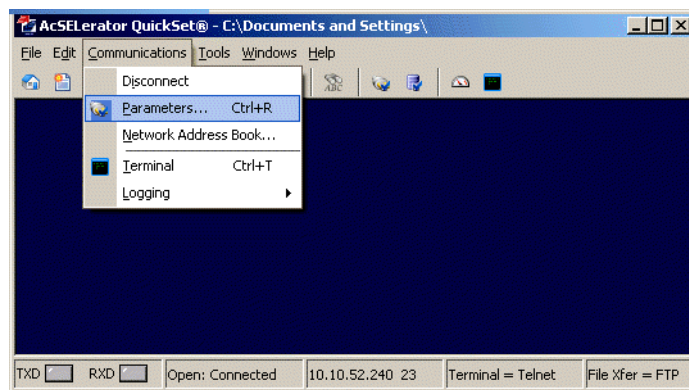 AcSELerator QuickSet® - C:\Documents and Settings\
File Edit Communications Tools Windows Help
Disconnect
Parameters... Ctrl+R
Network Address Book...
Terminal Ctrl+T
Logging
TXD RXD Open: Connected 10.10.52.240 23 Terminal = Telnet File Xfer = FTP